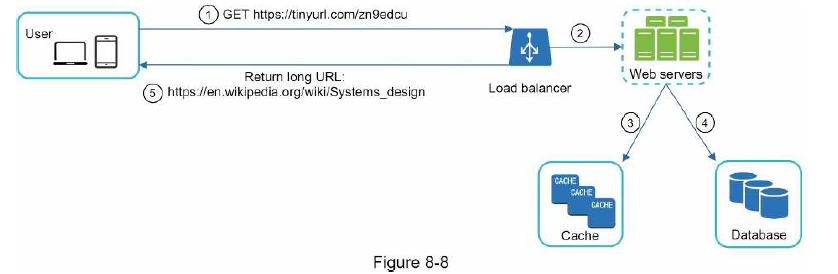 ① GET https://tinyurl.com/zn9edcu
User
②
Return long URL:
⑤ https://en.wikipedia.org/wiki/Systems_design
Load balancer
Web servers
③
④
CACHE
CACHE
CACHE
Cache
Database
Figure 8-8